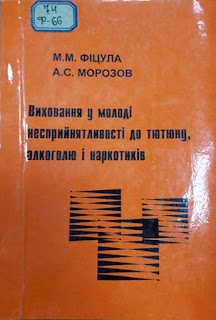 74
Ф-66
М.М. ФІЦУЛА
А.С. МОРОЗОВ
Виховання у молоді
несприйнятливості до тютюну,
алкоголю і наркотиків